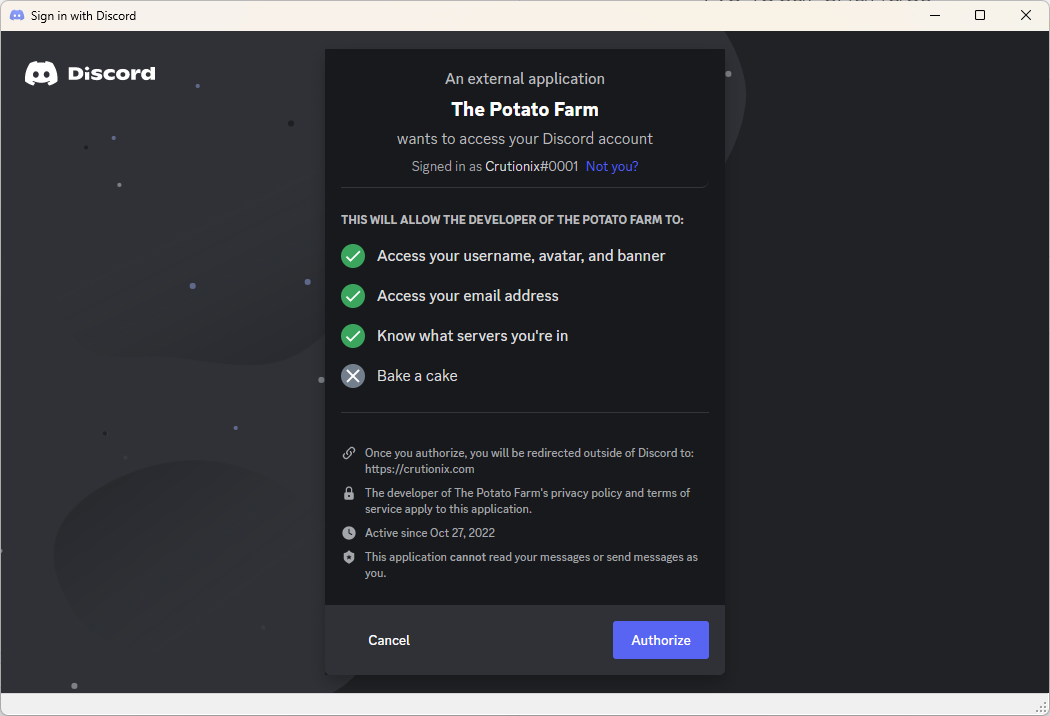 Sign in with Discord
Discord
An external application
The Potato Farm
wants to access your Discord account
Signed in as Crutionix#0001 Not you?
THIS WILL ALLOW THE DEVELOPER OF THE POTATO FARM TO:
Access your username, avatar, and banner
Access your email address
Know what servers you're in
Bake a cake
Once you authorize, you will be redirected outside of Discord to:
https://crutionix.com
The developer of The Potato Farm's privacy policy and terms of
service apply to this application.
Active since Oct 27, 2022
This application cannot read your messages or send messages as
you.
Cancel
Authorize